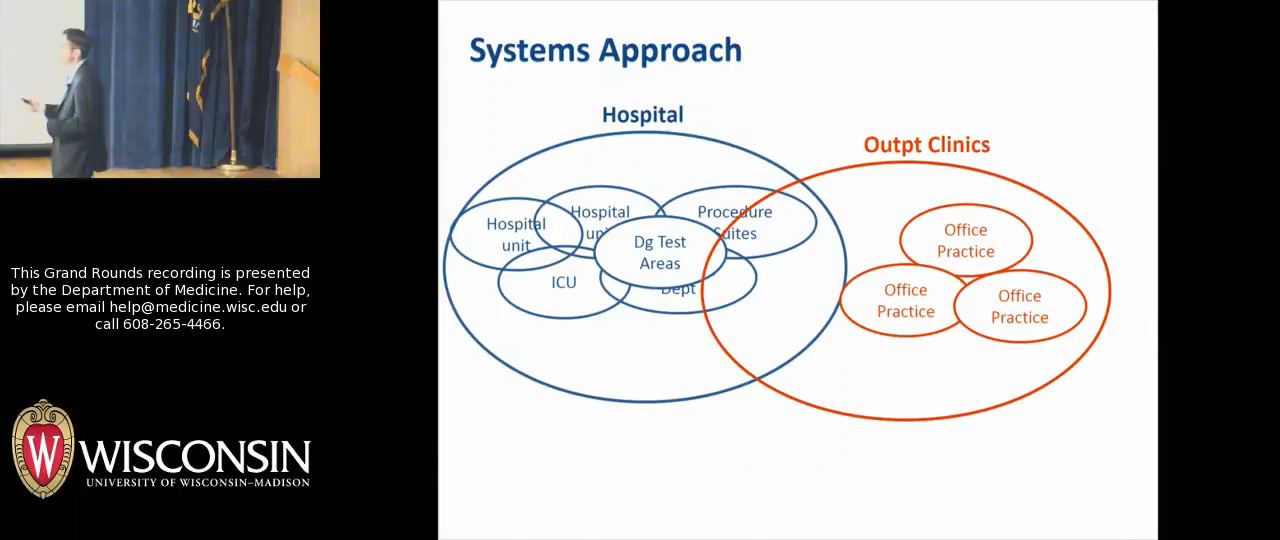 Systems Approach
Hospital
Outpt Clinics
Hospital
unit
Hospital
Procedure
Suites
Dg Test
Areas
ICU
Dept
Office
Practice
Office
Practice
Office
Practice
This Grand Rounds recording is presented
by the Department of Medicine. For help,
please email help@medicine.wisc.edu or
call 608-265-4466.
W
WISCONSIN
UNIVERSITY OF WISCONSIN–MADISON